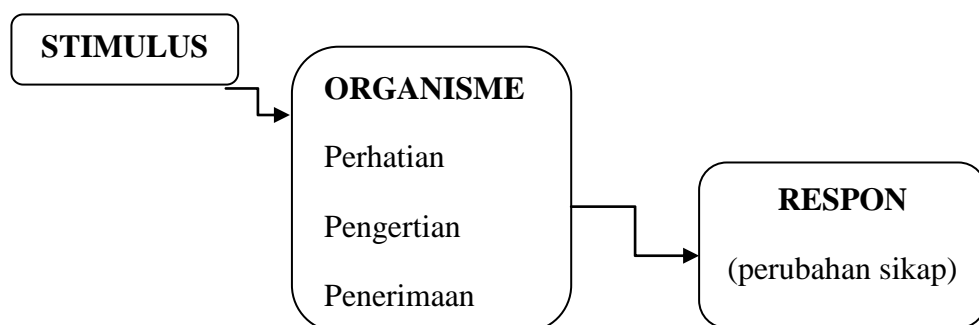 STIMULUS
ORGANISME
Perhatian
Pengertian
Penerimaan
RESPON
(perubahan sikap)